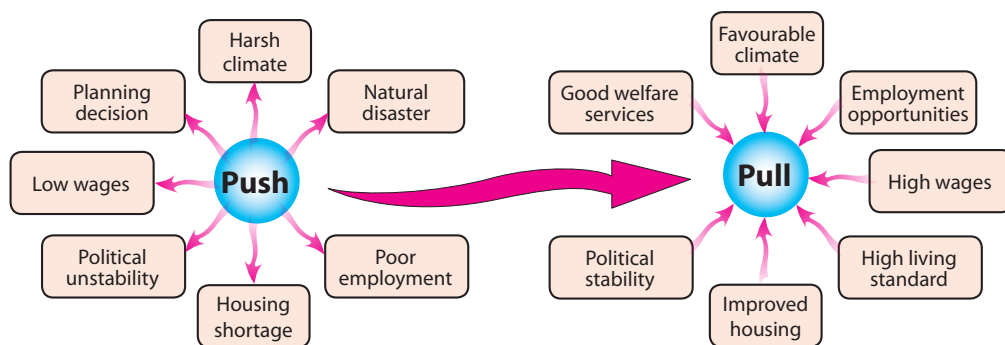 Harsh
climate
Planning
decision
Natural
disaster
Low wages
Push
Political
unstability
Poor
employment
Housing
shortage
Favourable
climate
Good welfare
services
Employment
opportunities
Pull
High wages
Political
stability
High living
standard
Improved
housing